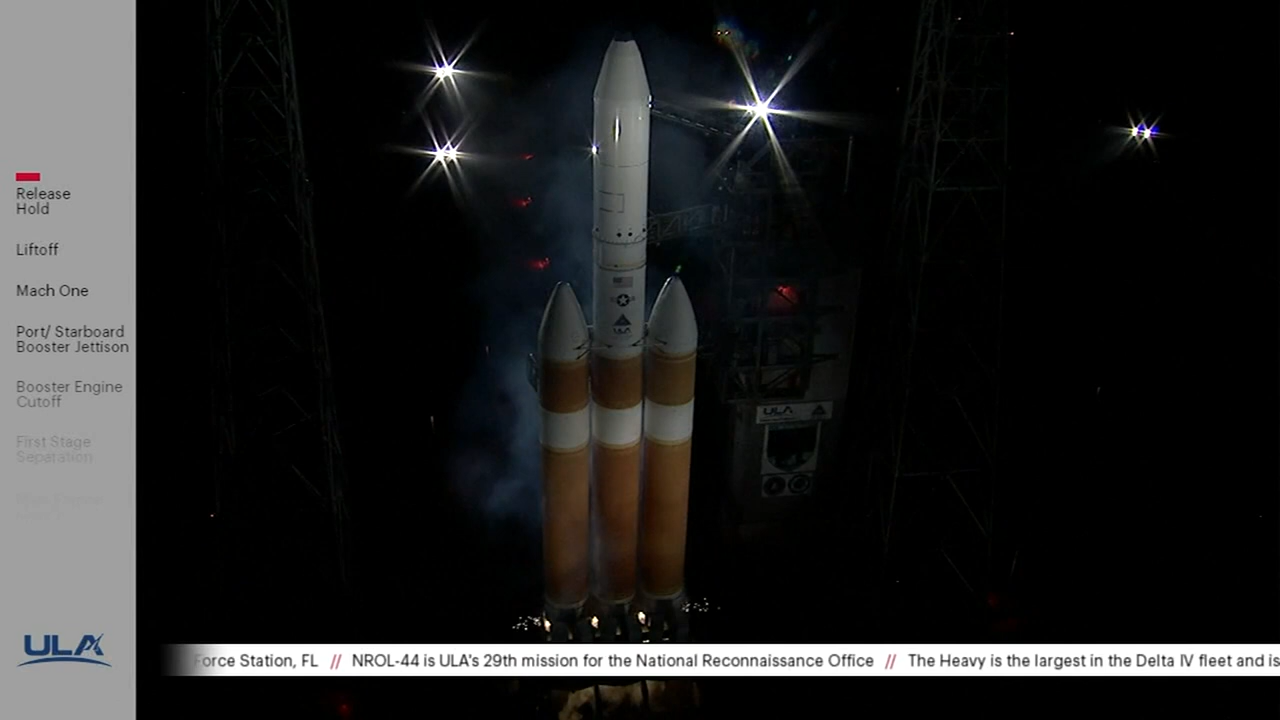 Release
Hold
Liftoff
Mach One
Port/ Starboard
Booster Jettison
Booster Engine
Cutoff
First Stage
Separation
ULA
ULA
ULA
Force Station, FL // NROL-44 is ULA's 29th mission for the National Reconnaissance Office // The Heavy is the largest in the Delta IV fleet and is